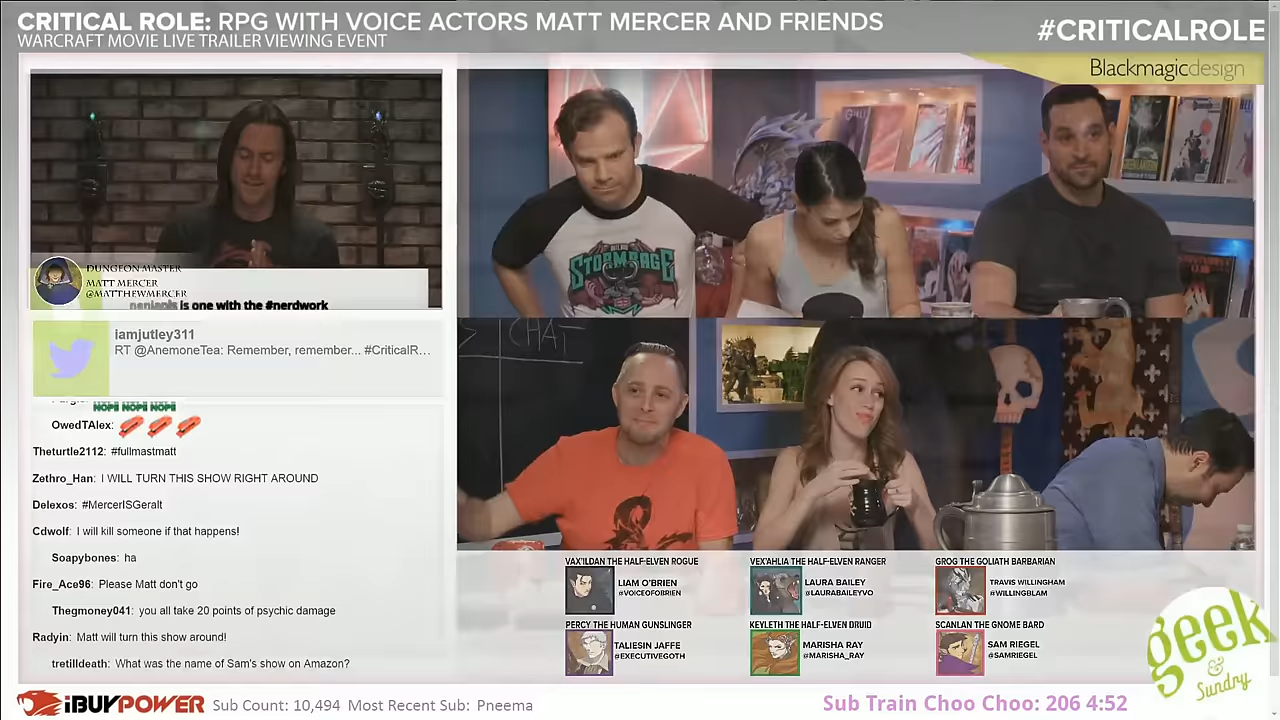 CRITICAL ROLE: RPG WITH VOICE ACTORS MATT MERCER AND FRIENDS
WARCRAFT MOVIE LIVE TRAILER VIEWING EVENT
#CRITICALROLE
Blackmagicdesign
DUNGEON MASTER
MATT MERCER
@MATTHEWMERCER
is one with the #nerdwork
iamjutley311
RT @AnemoneTea: Remember, remember... #CriticalR...
NOPE NOPE NOPE
OwedTAlex:
Theturtle2112: #fullmastmatt
Zethro_Han: I WILL TURN THIS SHOW RIGHT AROUND
Delexos: #MercerISGeralt
Cdwolf: I will kill someone if that happens!
Soapybones: ha
Fire_Ace96: Please Matt don't go
Thegmoney041: you all take 20 points of psychic damage
Radyin: Matt will turn this show around!
tretilldeath: What was the name of Sam's show on Amazon?
STORMRAGE
CHAT
VAX'ILDAN THE HALF-ELVEN ROGUE
LIAM O'BRIEN
@VOICEOFOBRIEN
VEX'AHLIA THE HALF-ELVEN RANGER
LAURA BAILEY
@LAURABAILEYVO
GROG THE GOLIATH BARBARIAN
TRAVIS WILLINGHAM
@WILLINGBLAM
PERCY THE HUMAN GUNSLINGER
TALIESIN JAFFE
@EXECUTIVEGOTH
KEYLETH THE HALF-ELVEN DRUID
MARISHA RAY
@MARISHA_RAY
SCANLAN THE GNOME BARD
SAM RIEGEL
@SAMRIEGEL
geek
& Sundry
iBUYPOWER
Sub Count: 10,494 Most Recent Sub: Pneema
Sub Train Choo Choo: 206 4:52